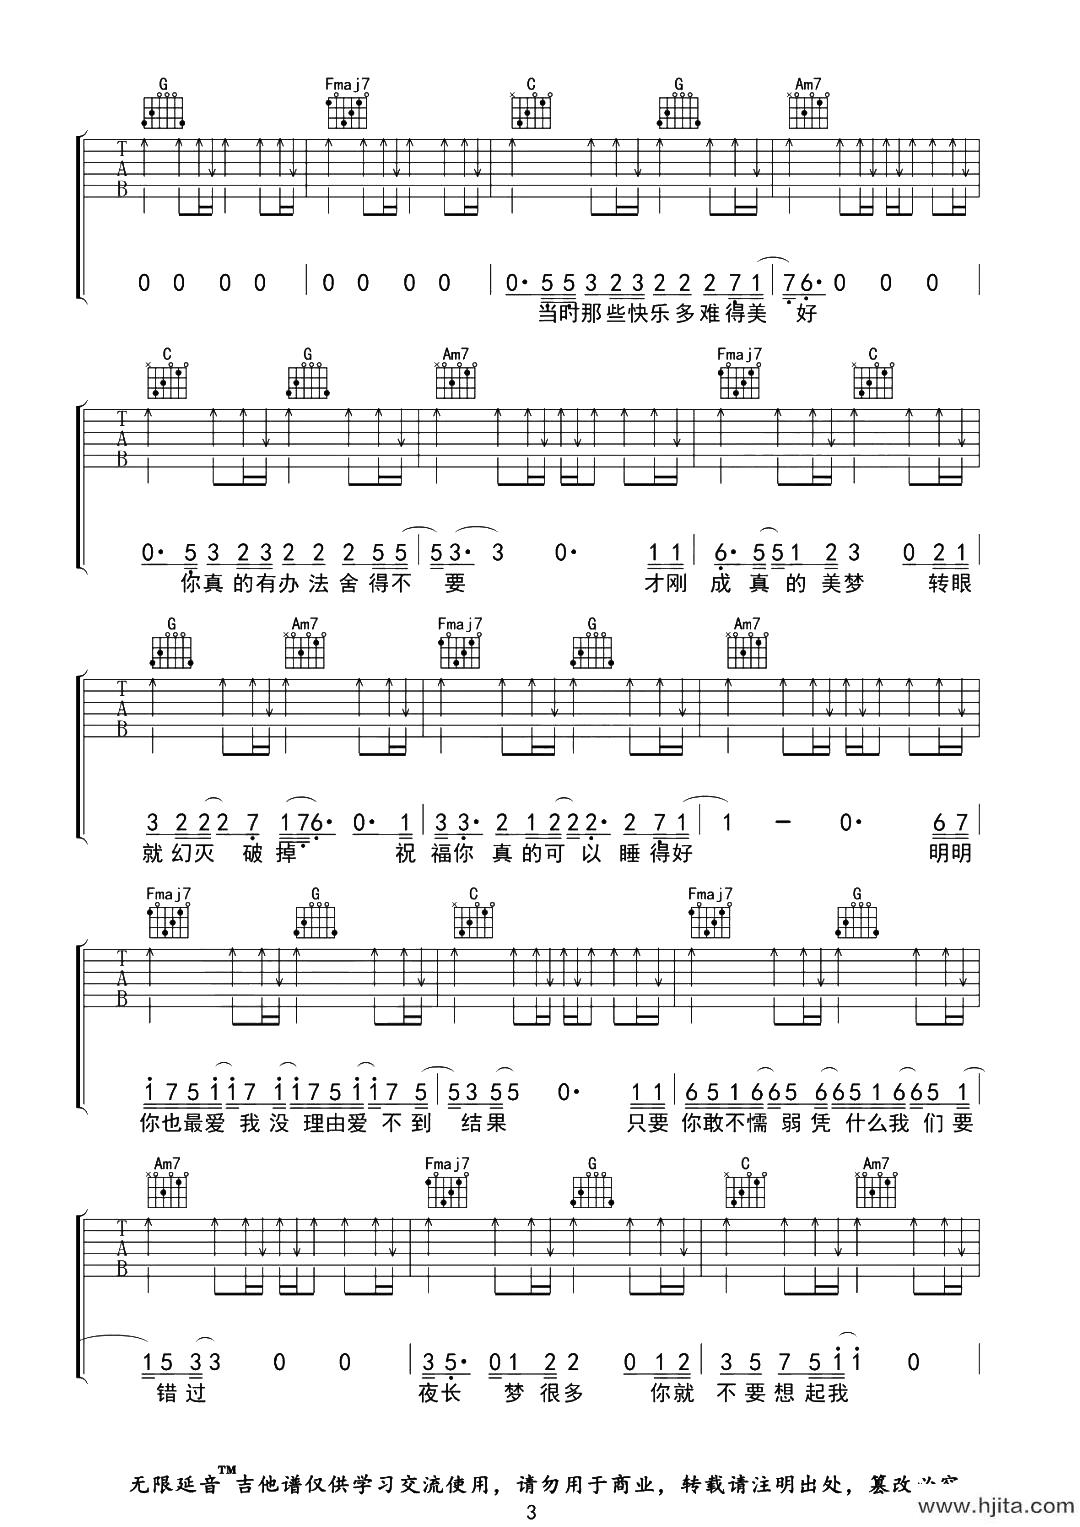 G Fmaj7 C G Am7
T
A
B
0 0 0 0 0 0 0 0 0· 5 5 3 2 3 2 2 2 7 1 7 6· 0 0 0
当时那些快乐多难得美 好
C G Am7 Fmaj7 C
T
A
B
0· 5 3 2 3 2 2 2 5 5 5 3· 3 0· 1 1 6· 5 5 1 2 3 0 2 1
你真的有办法舍得不 要 才刚 成真的美梦 转眼
G Am7 Fmaj7 G Am7
T
A
B
3 2 2 2 7 1 7 6· 0· 1 3 3· 2 1 2 2 2· 2 7 1 1 - 0· 6 7
就幻灭 破掉 祝 福你 真的可以睡得好 明明
Fmaj7 G C Fmaj7 G
T
A
B
1 7 5 1 1 7 1 1 7 5 1 1 7 5 5 3 5 5 0· 1 1 6 5 1 6 6 5 6 6 5 1 6 6 5 1
你也最爱我没理由爱不到 结果 只要你敢不懦弱凭什么我们要
Am7 Fmaj7 G C Am7
T
A
B
1 5 3 3 0 0 3 5· 0 1 2 2 0 1 2 3 5 7 5 1 1 0
错过 夜长 梦很多 你就 不要想起我
无限延音™吉他谱仅供学习交流使用，请勿用于商业，转载请注明出处，篡改
3
www.hjita.com